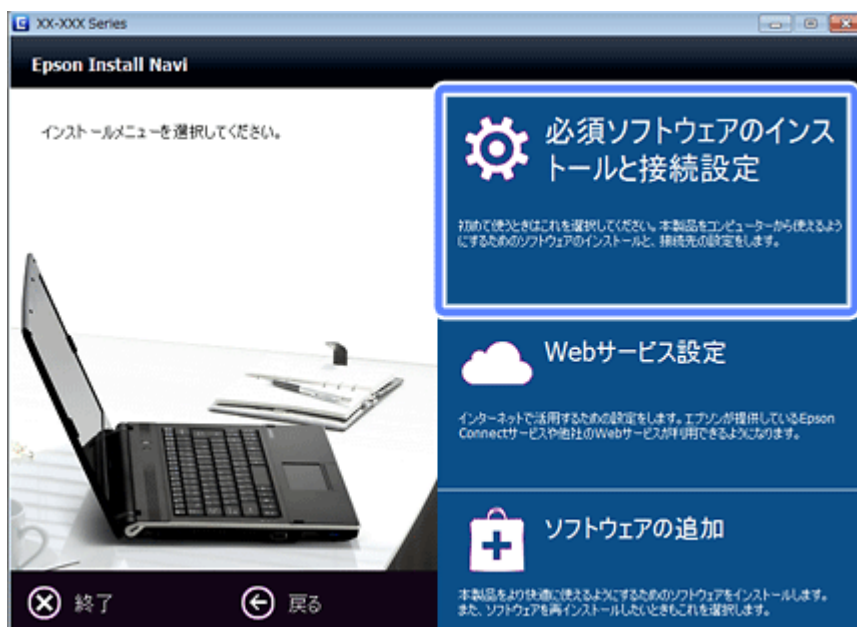 XX-XXX Series
Epson Install Navi
インストールメニューを選択してください。
必須ソフトウェアのインス
トールと接続設定
初めて使うときはこれを選択してください。本製品をコンピューターから使えるよう
にするためのソフトウェアのインストールと、接続先の設定をします。
Webサービス設定
インターネットで活用するための設定をします。エプソンが提供しているEpson
Connectサービスや他社のWebサービスが利用できるようになります。
ソフトウェアの追加
本製品をより快適に使えるようにするためのソフトウェアをインストールします。
また、ソフトウェアを再インストールしたいときもこれを選択します。
終了
戻る